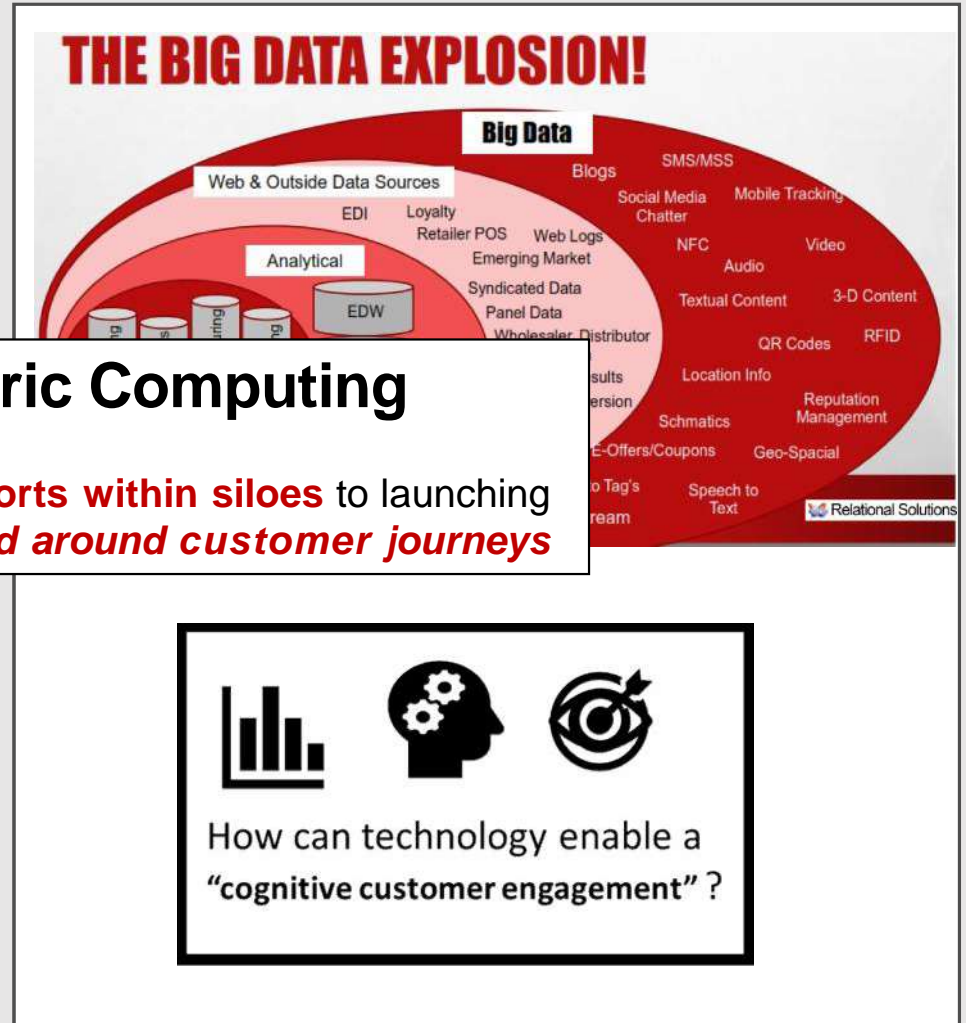 THE BIG DATA EXPLOSION!
Big Data
Blogs
SMS/MSS
Web & Outside Data Sources
Social Media
Chatter
Mobile Tracking
EDI
Loyalty
Retailer POS
Web Logs
NFC
Video
Analytical
Emerging Market
Audio
Syndicated Data
EDW
Panel Data
Textual Content
3-D Content
Wholesaler, Distributor
QR Codes
RFID
ric Computing
sults
Location Info
ersion
Reputation
Management
Schmatics
orts within siloes to launching
E-Offers/Coupons
Geo-Spacial
d around customer journeys
o Tag's
Speech to
Text
ream
Relational Solutions
How can technology enable a
“cognitive customer engagement” ?